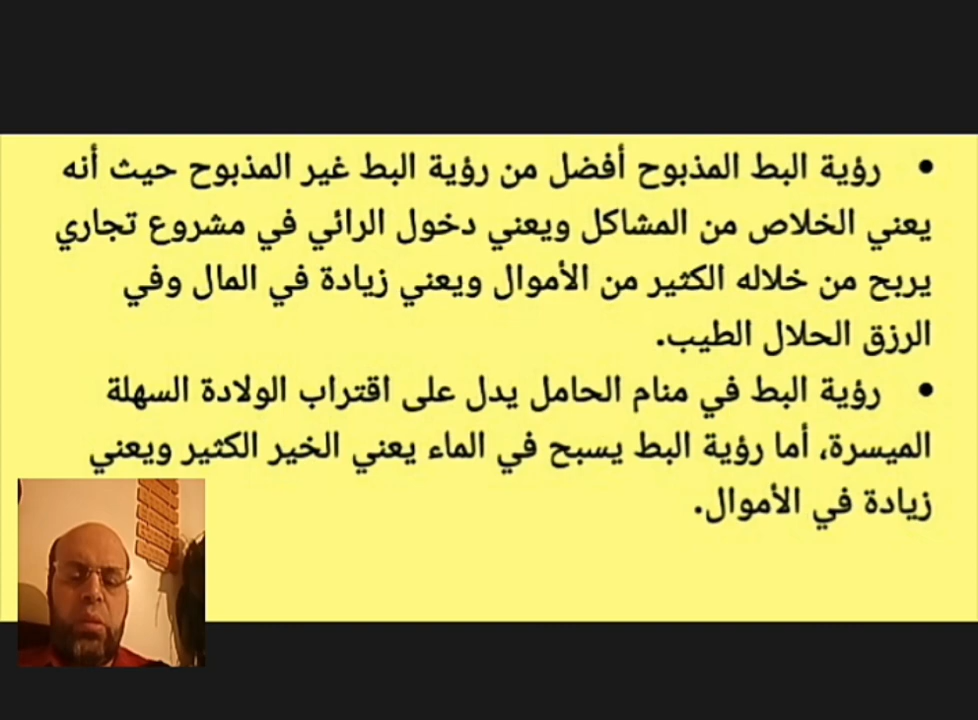 • رؤية البط المذبوح أفضل من رؤية البط غير المذبوح حيث أنه
يعني الخلاص من المشاكل ويعني دخول الرائي في مشروع تجاري
يربح من خلاله الكثير من الأموال ويعني زيادة في المال وفي
الرزق الحلال الطيب.
• رؤية البط في منام الحامل يدل على اقتراب الولادة السهلة
الميسرة، أما رؤية البط يسبح في الماء يعني الخير الكثير ويعني
زيادة في الأموال.